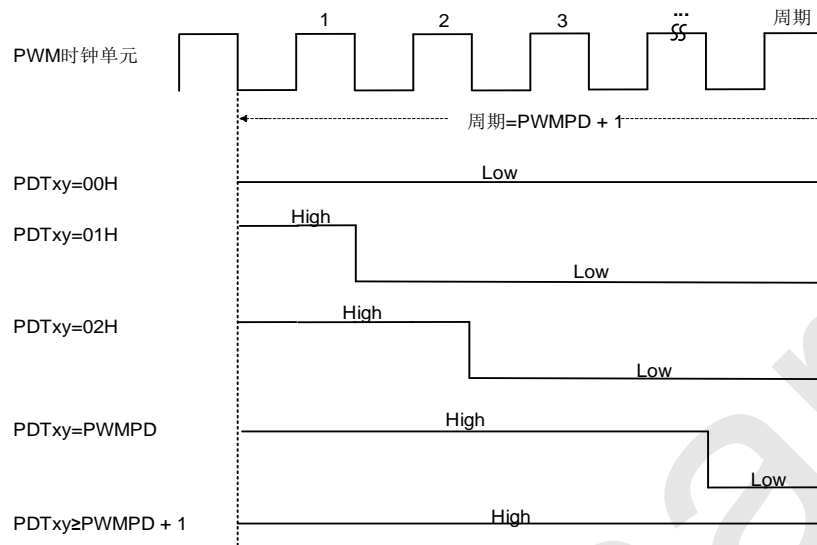 1 2 3 ... 周期
PWM时钟单元
周期=PWMPD + 1
PDTxy=00H Low
PDTxy=01H High Low
PDTxy=02H High Low
PDTxy=PWMPD High Low
PDTxy≥PWMPD + 1 High